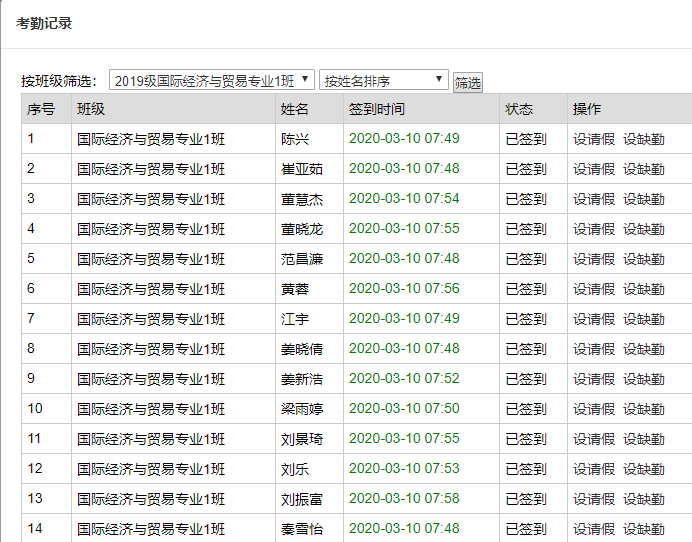 考勤记录
按班级筛选： 2019级国际经济与贸易专业1班 按姓名排序 筛选
序号 班级 姓名 签到时间 状态 操作
1 国际经济与贸易专业1班 陈兴 2020-03-10 07:49 已签到 设请假 设缺勤
2 国际经济与贸易专业1班 崔亚茹 2020-03-10 07:48 已签到 设请假 设缺勤
3 国际经济与贸易专业1班 董慧杰 2020-03-10 07:54 已签到 设请假 设缺勤
4 国际经济与贸易专业1班 董晓龙 2020-03-10 07:55 已签到 设请假 设缺勤
5 国际经济与贸易专业1班 范昌濂 2020-03-10 07:48 已签到 设请假 设缺勤
6 国际经济与贸易专业1班 黄蓉 2020-03-10 07:56 已签到 设请假 设缺勤
7 国际经济与贸易专业1班 江宇 2020-03-10 07:49 已签到 设请假 设缺勤
8 国际经济与贸易专业1班 姜晓倩 2020-03-10 07:48 已签到 设请假 设缺勤
9 国际经济与贸易专业1班 姜新浩 2020-03-10 07:52 已签到 设请假 设缺勤
10 国际经济与贸易专业1班 梁雨婷 2020-03-10 07:50 已签到 设请假 设缺勤
11 国际经济与贸易专业1班 刘景琦 2020-03-10 07:55 已签到 设请假 设缺勤
12 国际经济与贸易专业1班 刘乐 2020-03-10 07:53 已签到 设请假 设缺勤
13 国际经济与贸易专业1班 刘振富 2020-03-10 07:58 已签到 设请假 设缺勤
14 国际经济与贸易专业1班 秦雪怡 2020-03-10 07:48 已签到 设请假 设缺勤